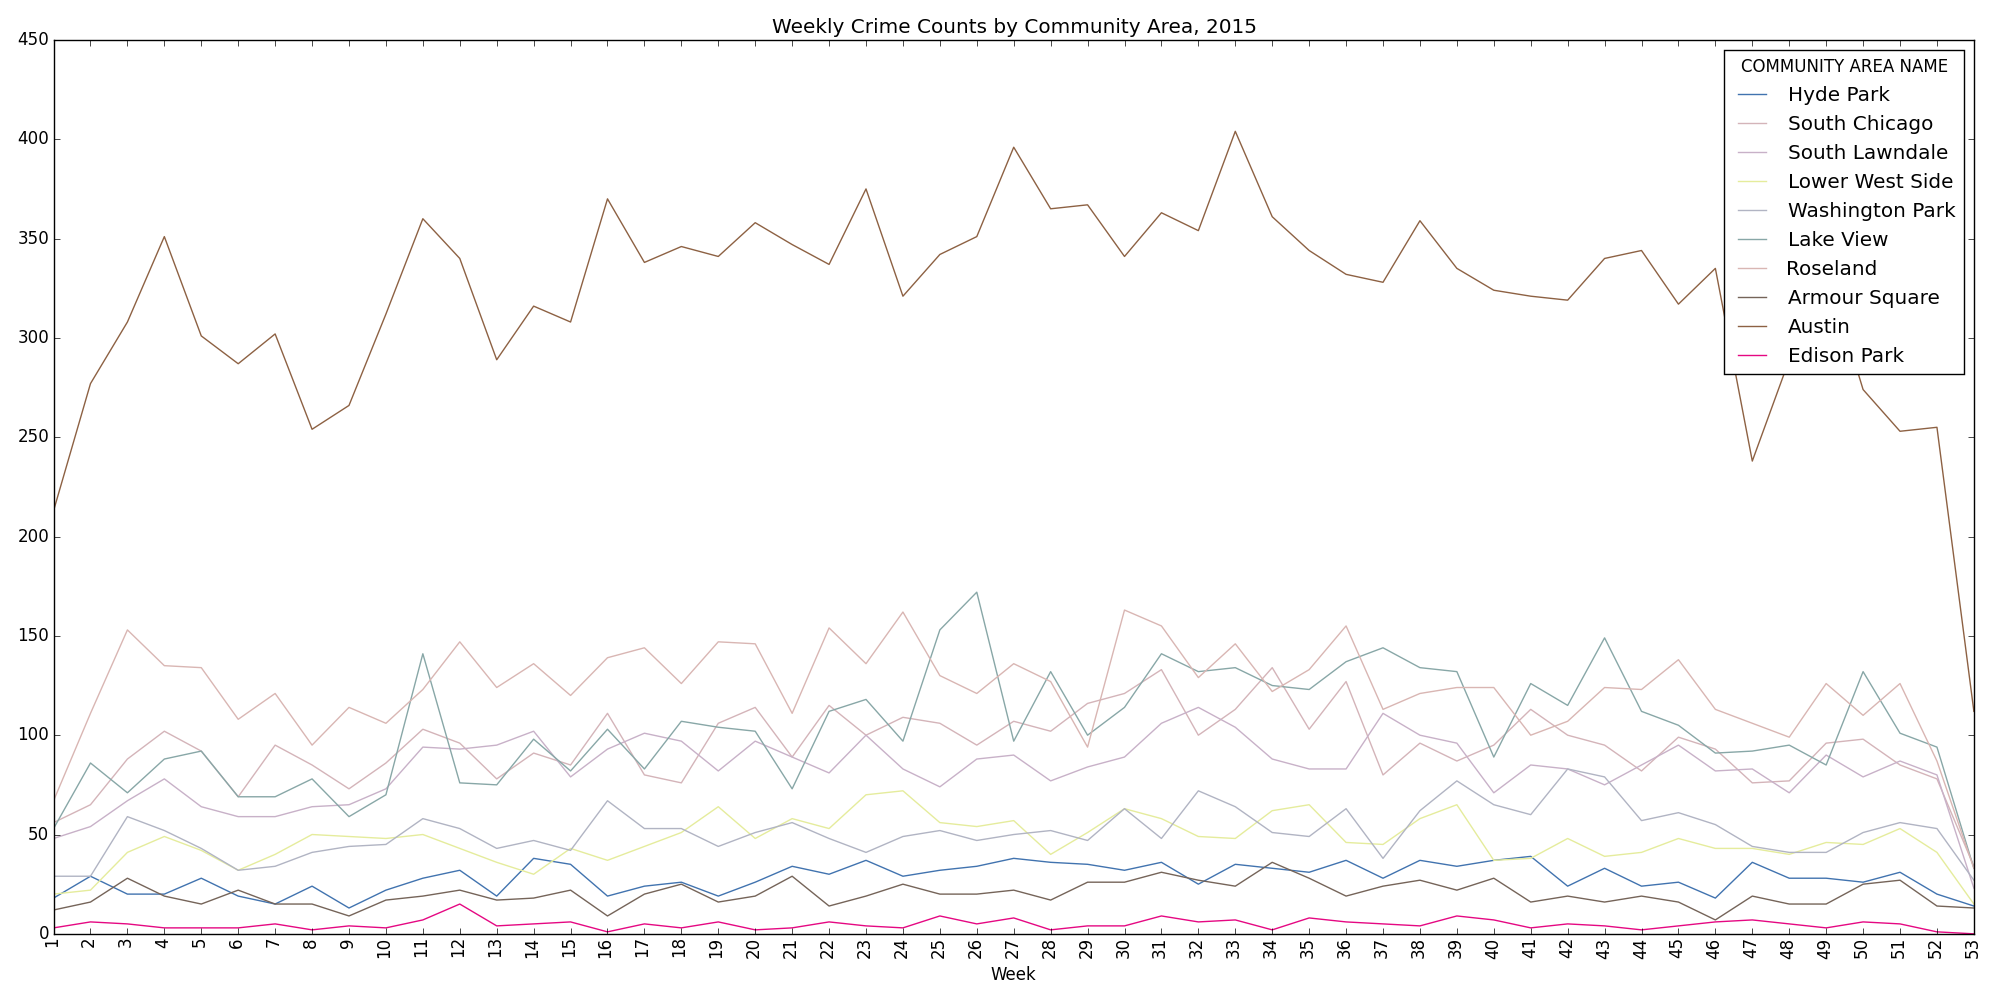 Weekly Crime Counts by Community Area, 2015
450
400
350
300
250
200
150
100
50
0
COMMUNITY AREA NAME
Hyde Park
South Chicago
South Lawndale
Lower West Side
Washington Park
Lake View
Roseland
Armour Square
Austin
Edison Park
1 2 3 4 5 6 7 8 9 10 11 12 13 14 15 16 17 18 19 20 21 22 23 24 25 26 27 28 29 30 31 32 33 34 35 36 37 38 39 40 41 42 43 44 45 46 47 48 49 50 51 52 53
Week